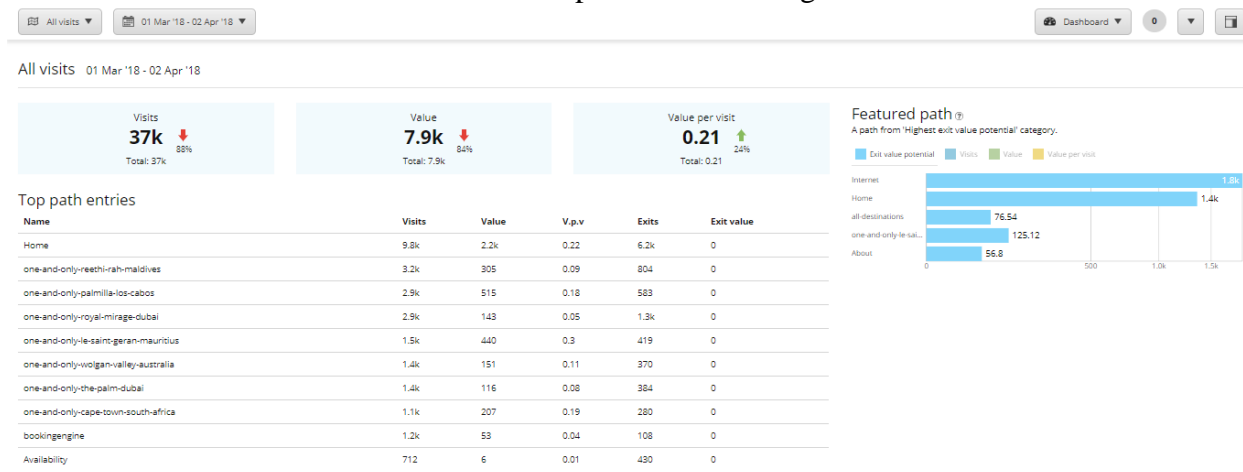 All visits ▼ 01 Mar '18 - 02 Apr '18 ▼ Dashboard ▼ 0 ▼
All visits 01 Mar '18 - 02 Apr '18
Visits
37k
88%
Total: 37k
Value
7.9k
84%
Total: 7.9k
Value per visit
0.21
24%
Total: 0.21
Top path entries
Name Visits Value V.p.v Exits Exit value
Home 9.8k 2.2k 0.22 6.2k 0
one-and-only-reethi-rah-maldives 3.2k 305 0.09 804 0
one-and-only-palmilla-los-cabos 2.9k 515 0.18 583 0
one-and-only-royal-mirage-dubai 2.9k 143 0.05 1.3k 0
one-and-only-le-saint-geran-mauritius 1.5k 440 0.3 419 0
one-and-only-wolgan-valley-australia 1.4k 151 0.11 370 0
one-and-only-the-palm-dubai 1.4k 116 0.08 384 0
one-and-only-cape-town-south-africa 1.1k 207 0.19 280 0
bookingengine 1.2k 53 0.04 108 0
Availability 712 6 0.01 430 0
Featured path ?
A path from 'Highest exit value potential' category.
Exit value potential Visits Value Value per visit
Internet 1.8k
Home 1.4k
all-destinations 76.54
one-and-only-le-sai... 125.12
About 56.8
0 500 1.0k 1.5k